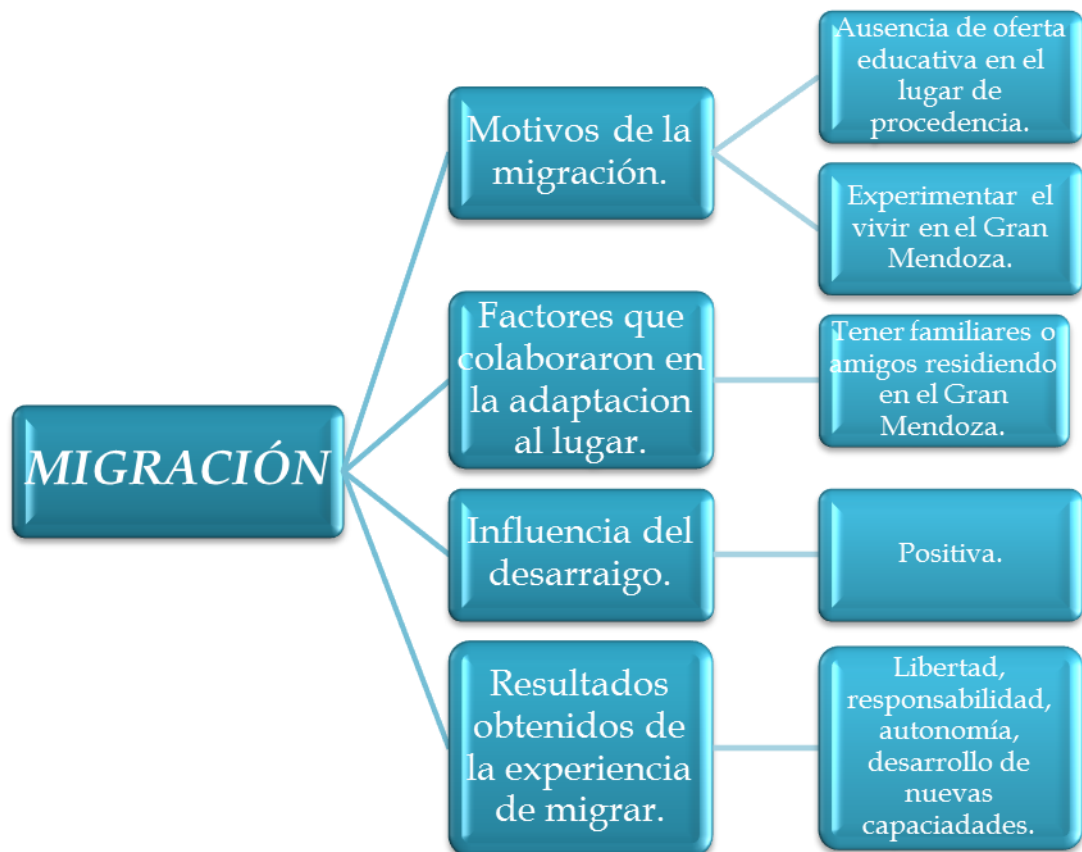 MIGRACIÓN
Motivos de la
migración.
Ausencia de oferta
educativa en el
lugar de
procedencia.
Experimentar el
vivir en el Gran
Mendoza.
Factores que
colaboraron en
la adaptacion
al lugar.
Tener familiares o
amigos residiendo
en el Gran
Mendoza.
Influencia del
desarraigo.
Positiva.
Resultados
obtenidos de
la experiencia
de migrar.
Libertad,
responsabilidad,
autonomía,
desarrollo de
nuevas
capaciadades.